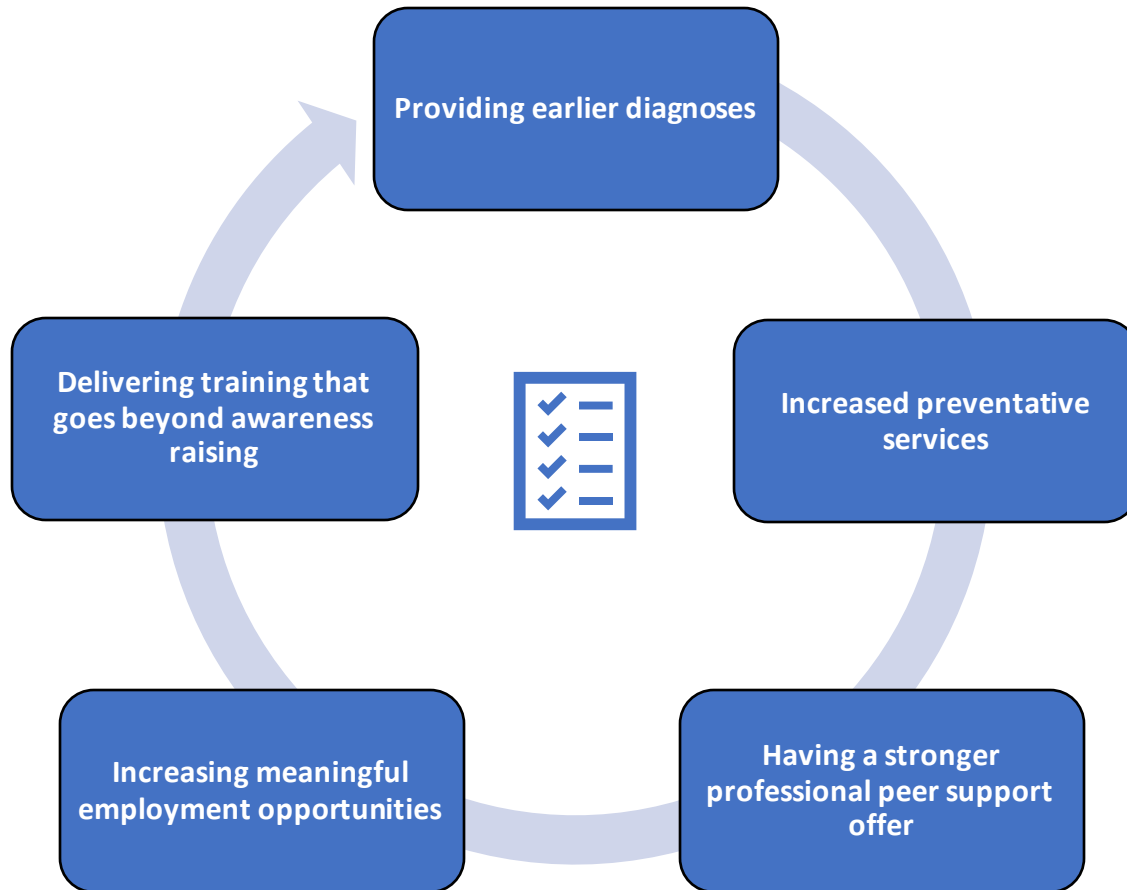 Providing earlier diagnoses
Increased preventative
services
Having a stronger
professional peer support
offer
Increasing meaningful
employment opportunities
Delivering training that
goes beyond awareness
raising